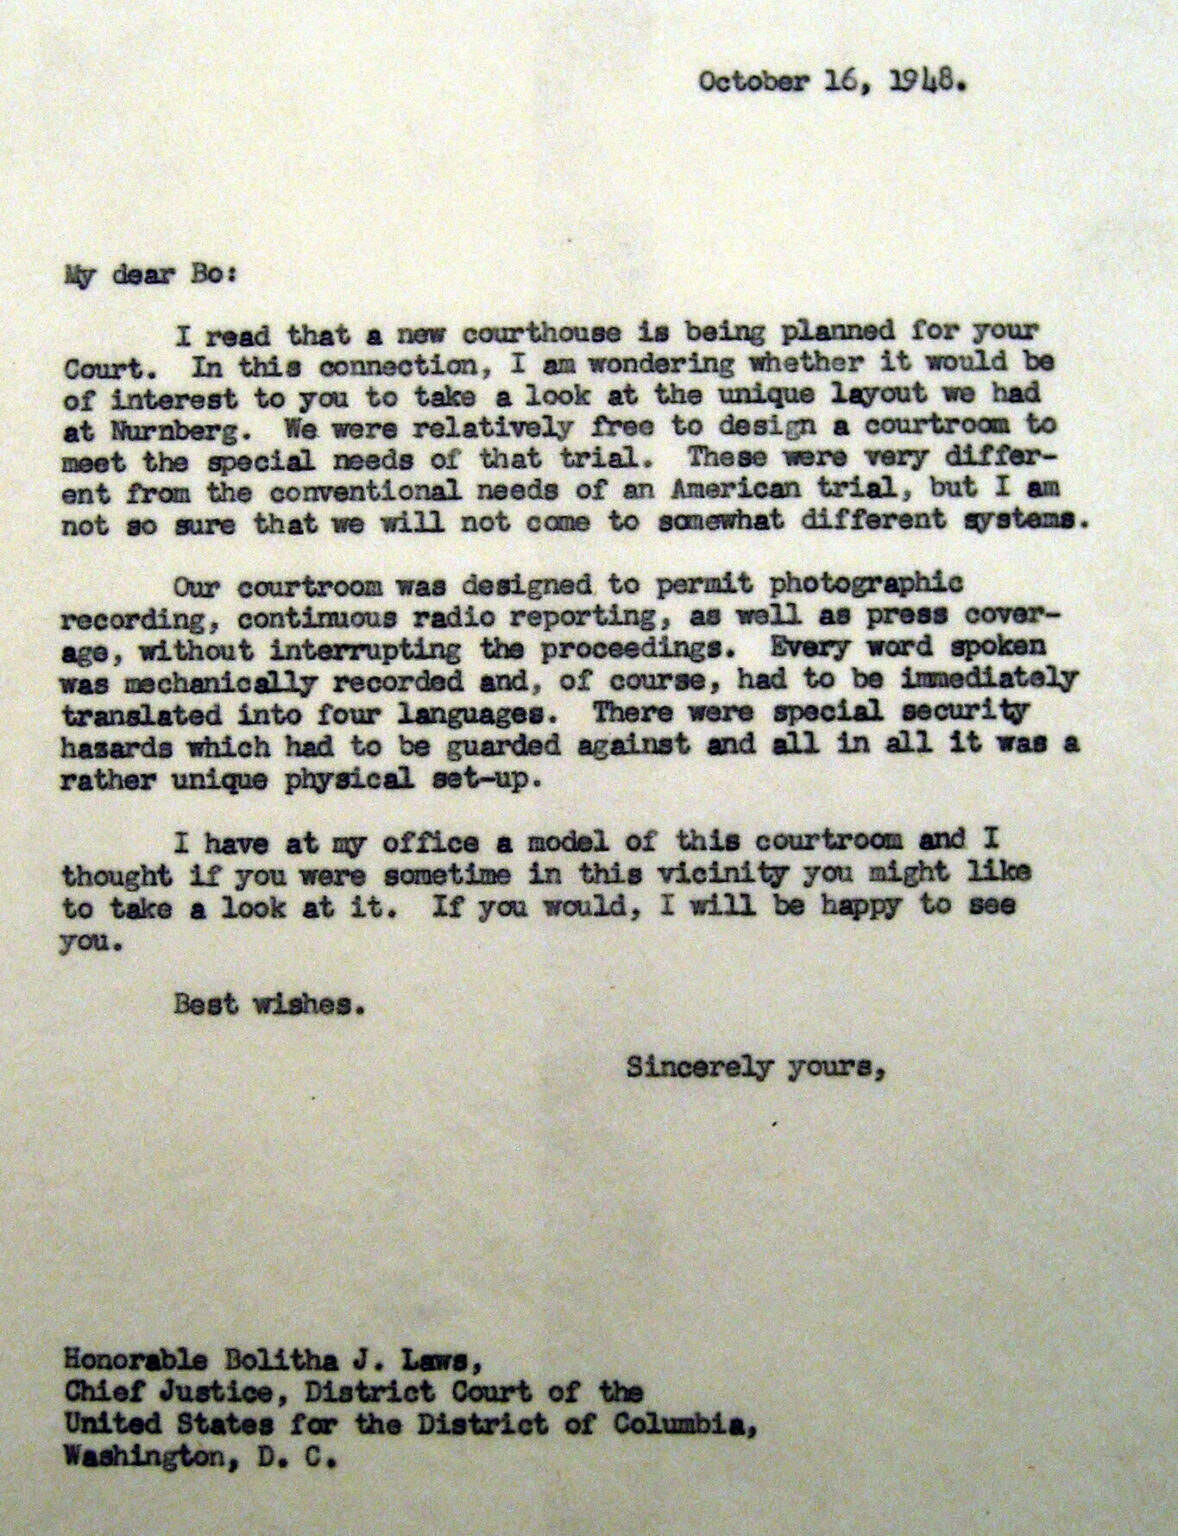 October 16, 1948.
My dear Bo:
I read that a new courthouse is being planned for your
Court. In this connection, I am wondering whether it would be
of interest to you to take a look at the unique layout we had
at Nurnberg. We were relatively free to design a courtroom to
meet the special needs of that trial. These were very differ-
ent from the conventional needs of an American trial, but I am
not so sure that we will not come to somewhat different systems.
Our courtroom was designed to permit photographic
recording, continuous radio reporting, as well as press cover-
age, without interrupting the proceedings. Every word spoken
was mechanically recorded and, of course, had to be immediately
translated into four languages. There were special security
hazards which had to be guarded against and all in all it was a
rather unique physical set-up.
I have at my office a model of this courtroom and I
thought if you were sometime in this vicinity you might like
to take a look at it. If you would, I will be happy to see
you.
Best wishes.
Sincerely yours,
Honorable Bolitha J. Laws,
Chief Justice, District Court of the
United States for the District of Columbia,
Washington, D. C.